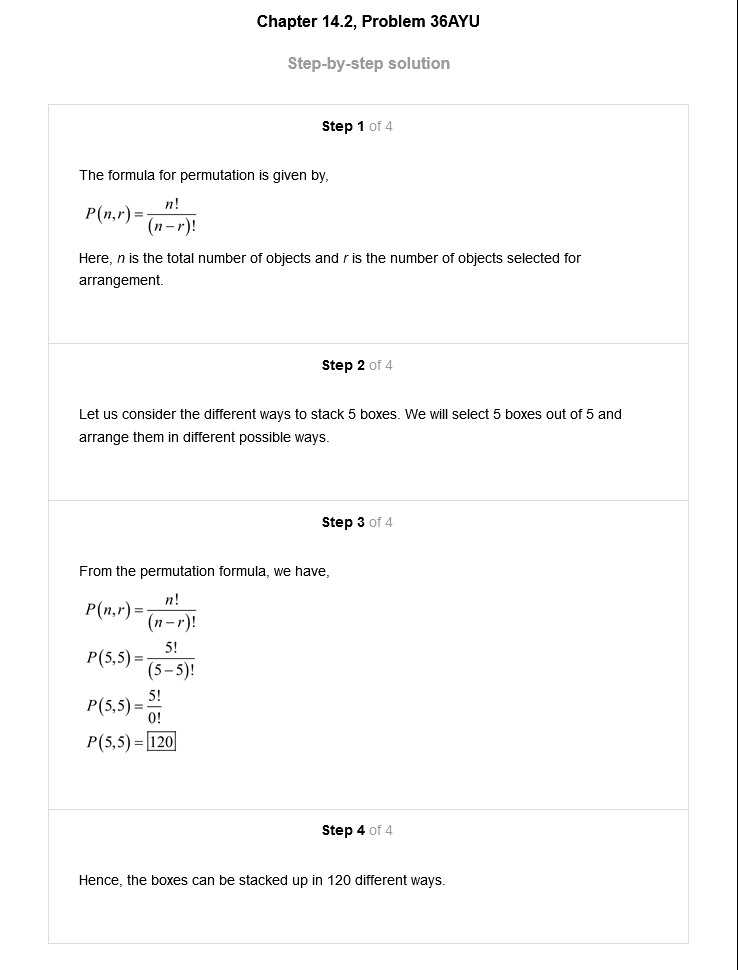 Chapter 14.2, Problem 36AYU
Step-by-step solution
Step 1 of 4
The formula for permutation is given by,
P(n,r) = n!/(n−r)!
Here, n is the total number of objects and r is the number of objects selected for
arrangement.
Step 2 of 4
Let us consider the different ways to stack 5 boxes. We will select 5 boxes out of 5 and
arrange them in different possible ways.
Step 3 of 4
From the permutation formula, we have,
P(n,r) = n!/(n−r)!
P(5,5) = 5!/(5−5)!
P(5,5) = 5!/0!
P(5,5) = 120
Step 4 of 4
Hence, the boxes can be stacked up in 120 different ways.